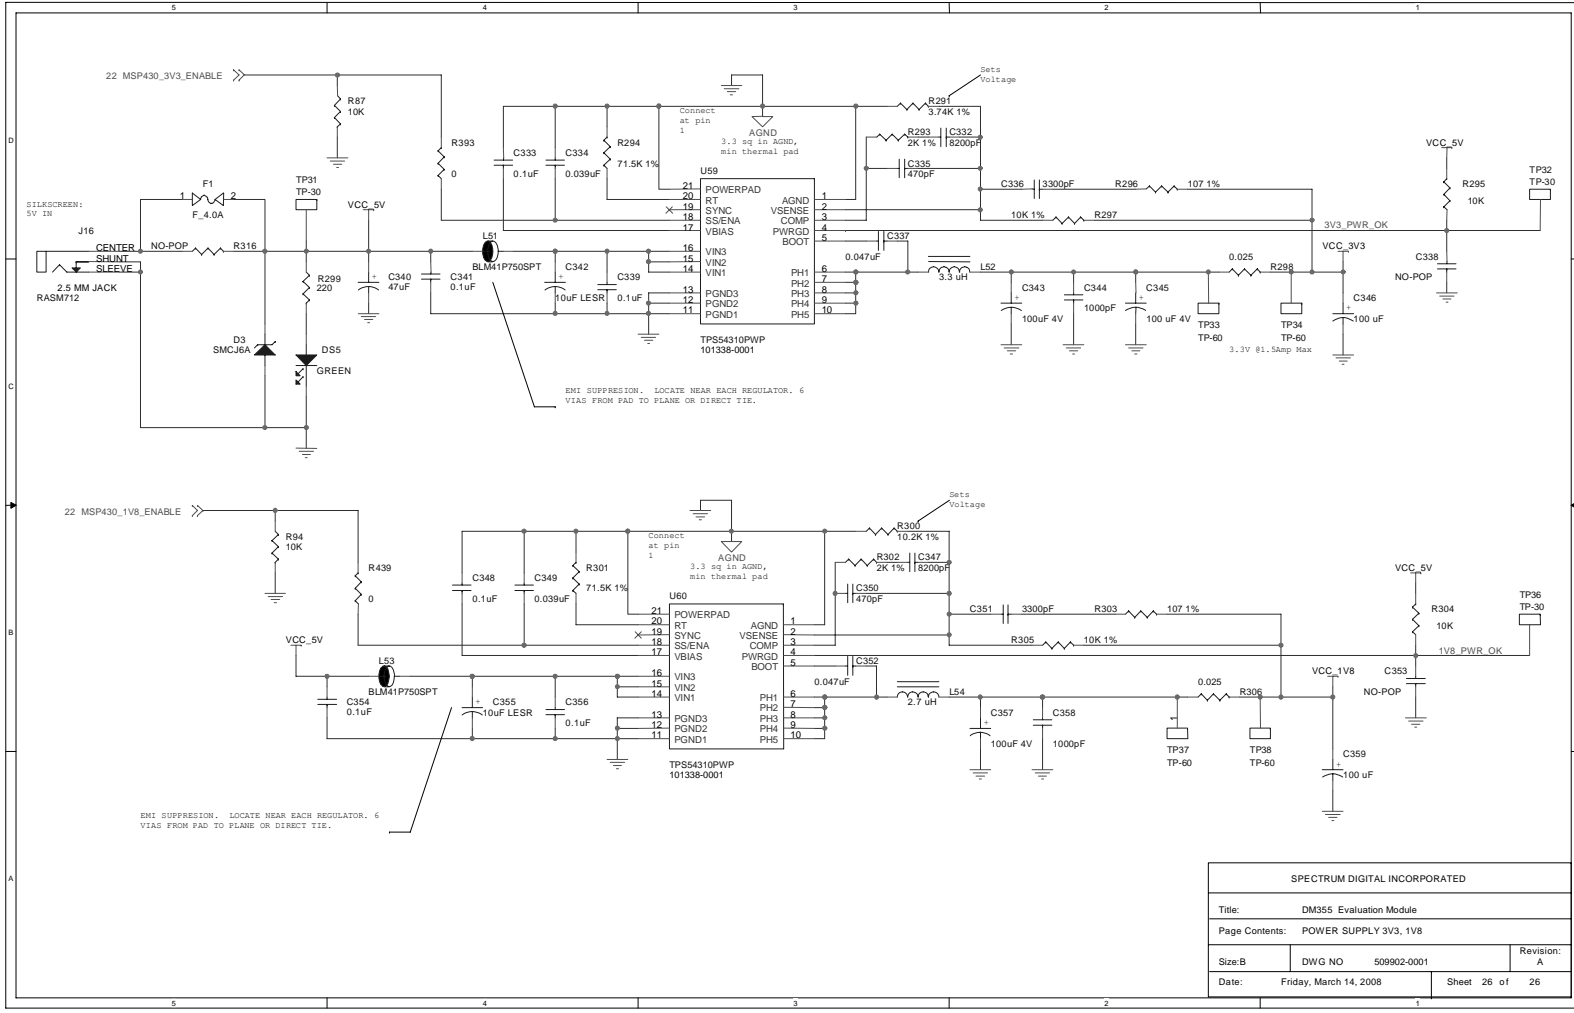 5 4 3 2 1
D
C
B
A
22 MSP430_3V3_ENABLE
R87
10K
R393
0
C333
0.1uF
C334
0.039uF
R294
71.5K 1%
Connect
at pin
1
AGND
3.3 sq in AGND,
min thermal pad
Sets
Voltage
R291
3.74K 1%
R293
2K 1%
C332
8200pF
C335
470pF
C336
3300pF
R296
107 1%
10K 1%
R297
VCC_5V
R295
10K
TP32
TP-30
3V3_PWR_OK
VCC_3V3
C338
NO-POP
U59
21 POWERPAD
20 RT
19 SYNC
18 SS/ENA
17 VBIAS
16 VIN3
15 VIN2
14 VIN1
13 PGND3
12 PGND2
11 PGND1
AGND 1
VSENSE 2
COMP 3
PWRGD 4
BOOT 5
PH1 6
PH2 7
PH3 8
PH4 9
PH5 10
TPS54310PWP
101338-0001
C337
0.047uF
L52
3.3 uH
C343
100uF 4V
C344
1000pF
C345
100 uF 4V
0.025
R298
TP33
TP-60
TP34
TP-60
3.3V @1.5Amp Max
C346
100 uF
SILKSCREEN:
5V IN
J16
CENTER
SHUNT
SLEEVE
2.5 MM JACK
RASM712
F1
1 2
F_4.0A
NO-POP
R316
TP31
TP-30
VCC_5V
R299
220
C340
47uF
C341
0.1uF
L51
BLM41P750SPT
C342
10uF LESR
C339
0.1uF
D3
SMCJ6A
DS5
GREEN
EMI SUPPRESION. LOCATE NEAR EACH REGULATOR. 6
VIAS FROM PAD TO PLANE OR DIRECT TIE.
22 MSP430_1V8_ENABLE
R94
10K
R439
0
C348
0.1uF
C349
0.039uF
R301
71.5K 1%
Connect
at pin
1
AGND
3.3 sq in AGND,
min thermal pad
Sets
Voltage
R300
10.2K 1%
R302
2K 1%
C347
8200pF
C350
470pF
C351
3300pF
R303
107 1%
R305
10K 1%
VCC_5V
R304
10K
TP36
TP-30
1V8_PWR_OK
VCC_1V8
C353
NO-POP
U60
21 POWERPAD
20 RT
19 SYNC
18 SS/ENA
17 VBIAS
16 VIN3
15 VIN2
14 VIN1
13 PGND3
12 PGND2
11 PGND1
AGND 1
VSENSE 2
COMP 3
PWRGD 4
BOOT 5
PH1 6
PH2 7
PH3 8
PH4 9
PH5 10
TPS54310PWP
101338-0001
VCC_5V
L53
BLM41P750SPT
C354
0.1uF
C355
10uF LESR
C356
0.1uF
C352
0.047uF
L54
2.7 uH
C357
100uF 4V
C358
1000pF
0.025
R306
1
TP37
TP-60
TP38
TP-60
C359
100 uF
EMI SUPPRESION. LOCATE NEAR EACH REGULATOR. 6
VIAS FROM PAD TO PLANE OR DIRECT TIE.
SPECTRUM DIGITAL INCORPORATED
Title: DM355 Evaluation Module
Page Contents: POWER SUPPLY 3V3, 1V8
Size:B DWG NO 509902-0001 Revision:
A
Date: Friday, March 14, 2008 Sheet 26 of 26
5 4 3 2 1